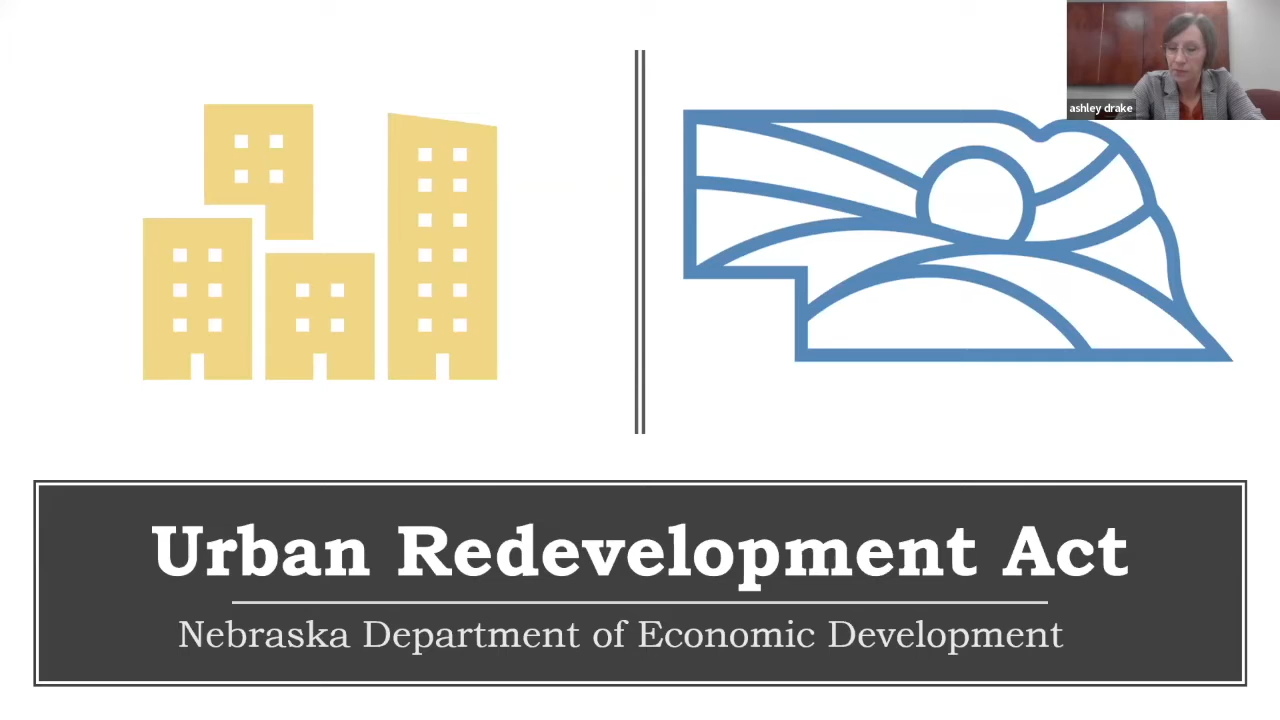 ashley drake
Urban Redevelopment Act
Nebraska Department of Economic Development